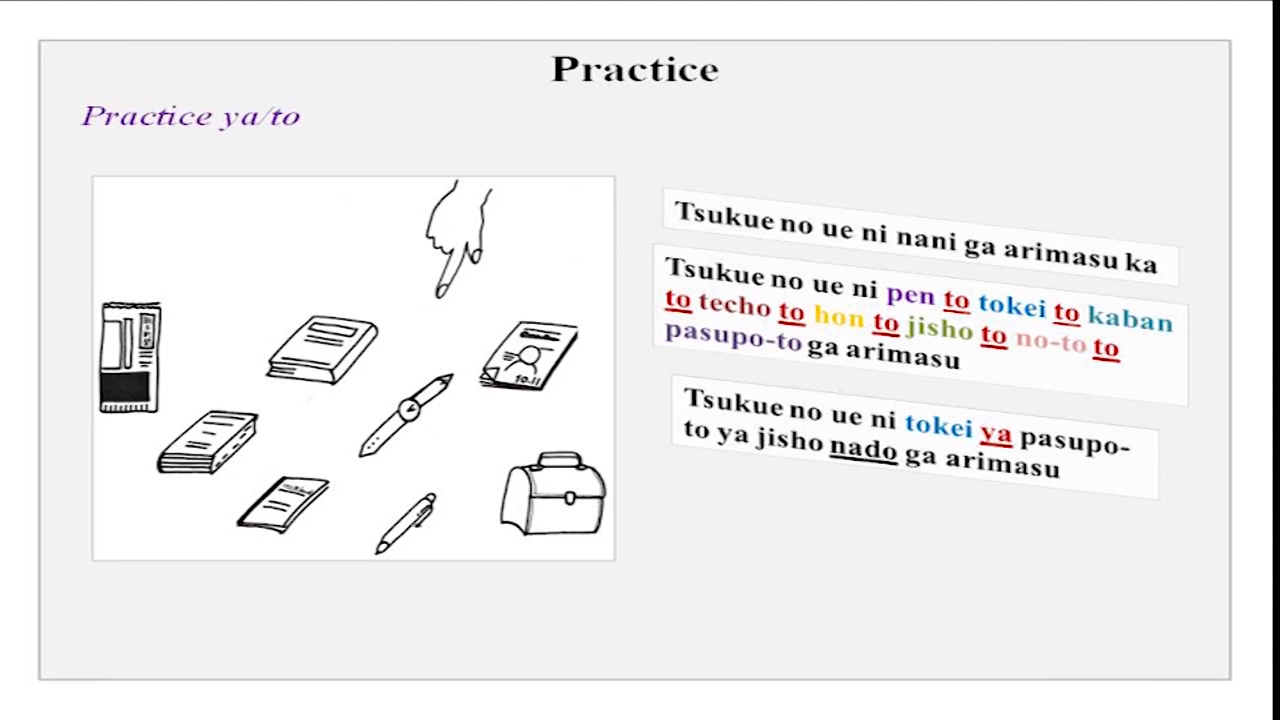 Practice
Practice ya/to
Tsukue no ue ni nani ga arimasu ka
Tsukue no ue ni pen to tokei to kaban
to techo to hon to jisho to no-to to
pasupo-to ga arimasu
Tsukue no ue ni tokei ya pasupo-
to ya jisho nado ga arimasu
10.11